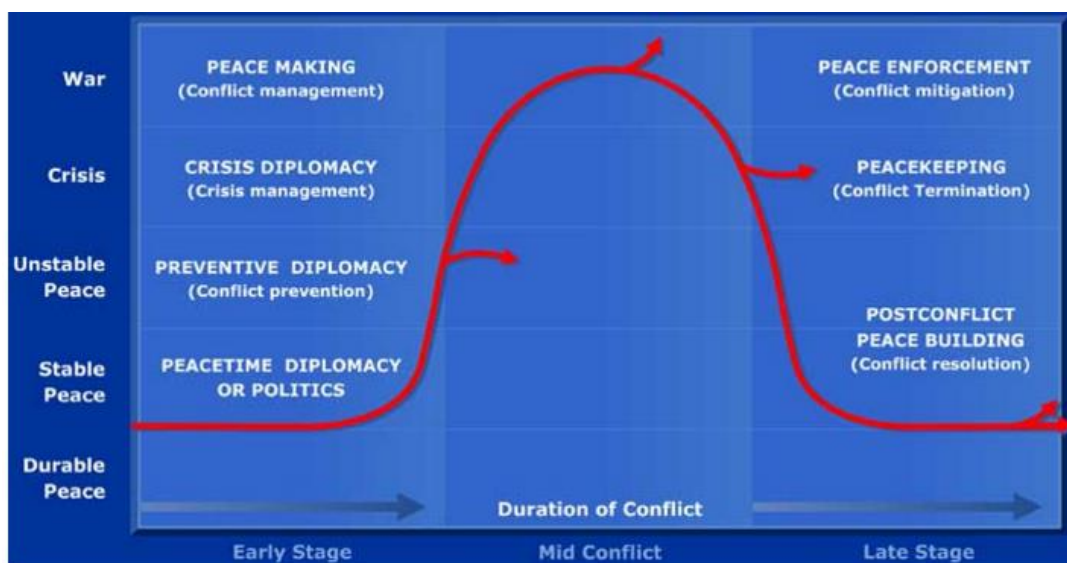 War
PEACE MAKING
(Conflict management)
PEACE ENFORCEMENT
(Conflict mitigation)
Crisis
CRISIS DIPLOMACY
(Crisis management)
PEACEKEEPING
(Conflict Termination)
Unstable
Peace
PREVENTIVE DIPLOMACY
(Conflict prevention)
Stable
Peace
PEACETIME DIPLOMACY
OR POLITICS
POSTCONFLICT
PEACE BUILDING
(Conflict resolution)
Durable
Peace
Duration of Conflict
Early Stage
Mid Conflict
Late Stage